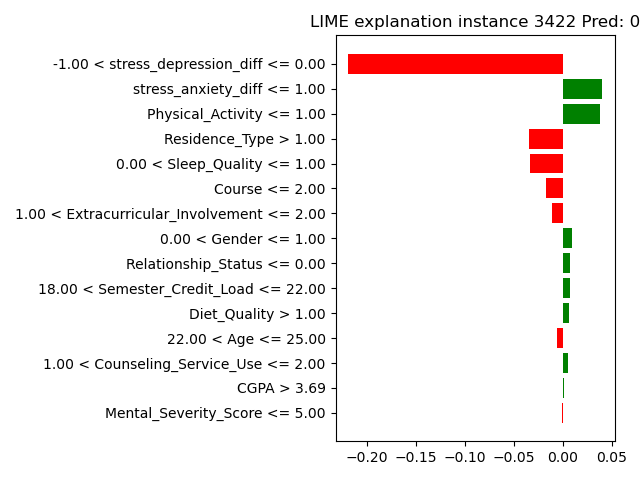 LIME explanation instance 3422 Pred: 0
-1.00 < stress_depression_diff <= 0.00
stress_anxiety_diff <= 1.00
Physical_Activity <= 1.00
Residence_Type > 1.00
0.00 < Sleep_Quality <= 1.00
Course <= 2.00
1.00 < Extracurricular_Involvement <= 2.00
0.00 < Gender <= 1.00
Relationship_Status <= 0.00
18.00 < Semester_Credit_Load <= 22.00
Diet_Quality > 1.00
22.00 < Age <= 25.00
1.00 < Counseling_Service_Use <= 2.00
CGPA > 3.69
Mental_Severity_Score <= 5.00
−0.20 −0.15 −0.10 −0.05 0.00 0.05